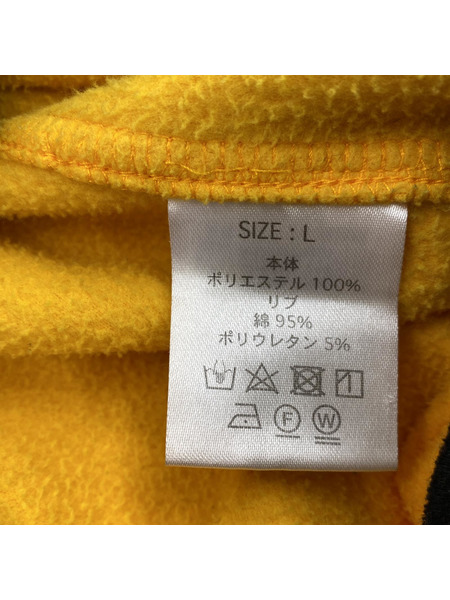 SIZE : L
本体
ポリエステル 100%
リブ
綿 95%
ポリウレタン 5%
F W